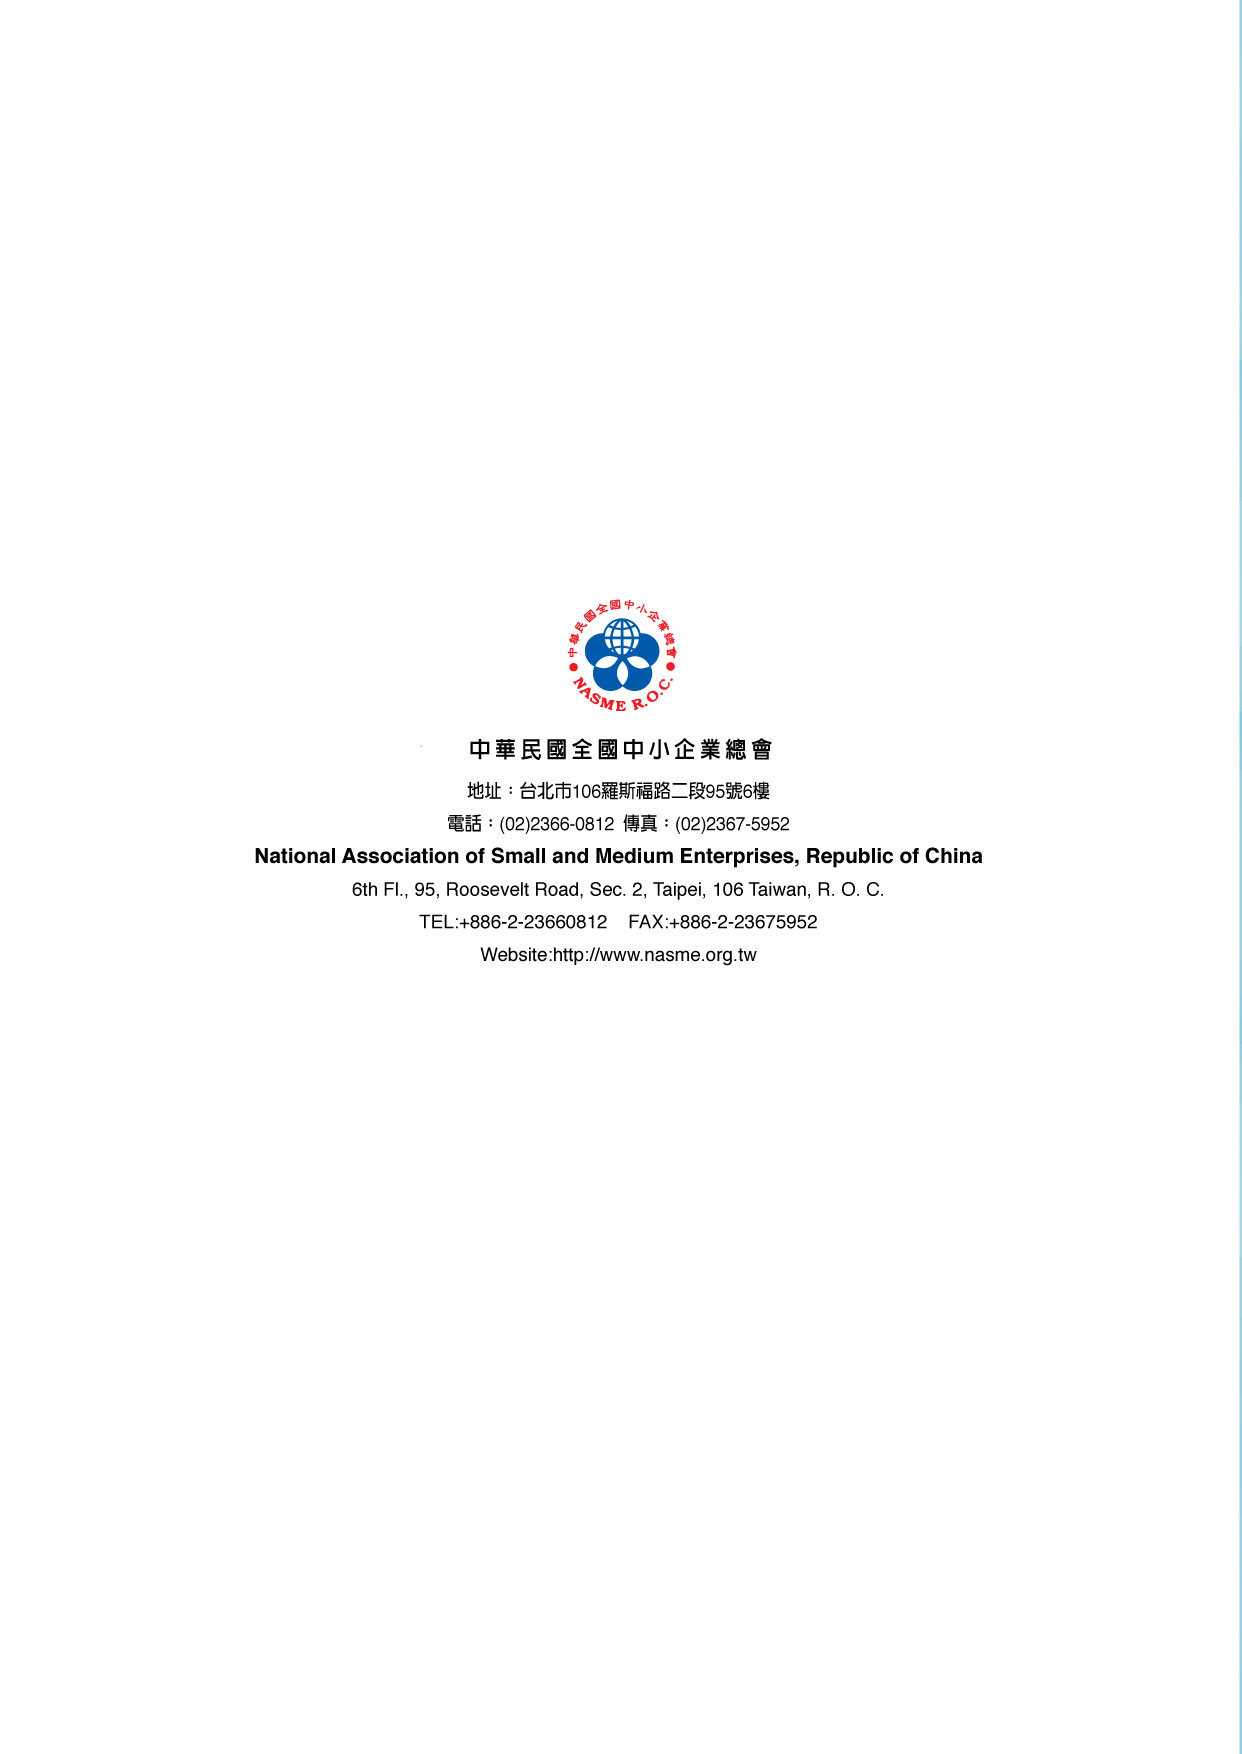 中華民國全國中小企業總會
NASME R.O.C.
中華民國全國中小企業總會
地址：台北市106羅斯福路二段95號6樓
電話：(02)2366-0812 傳真：(02)2367-5952
National Association of Small and Medium Enterprises, Republic of China
6th Fl., 95, Roosevelt Road, Sec. 2, Taipei, 106 Taiwan, R. O. C.
TEL:+886-2-23660812 FAX:+886-2-23675952
Website:http://www.nasme.org.tw